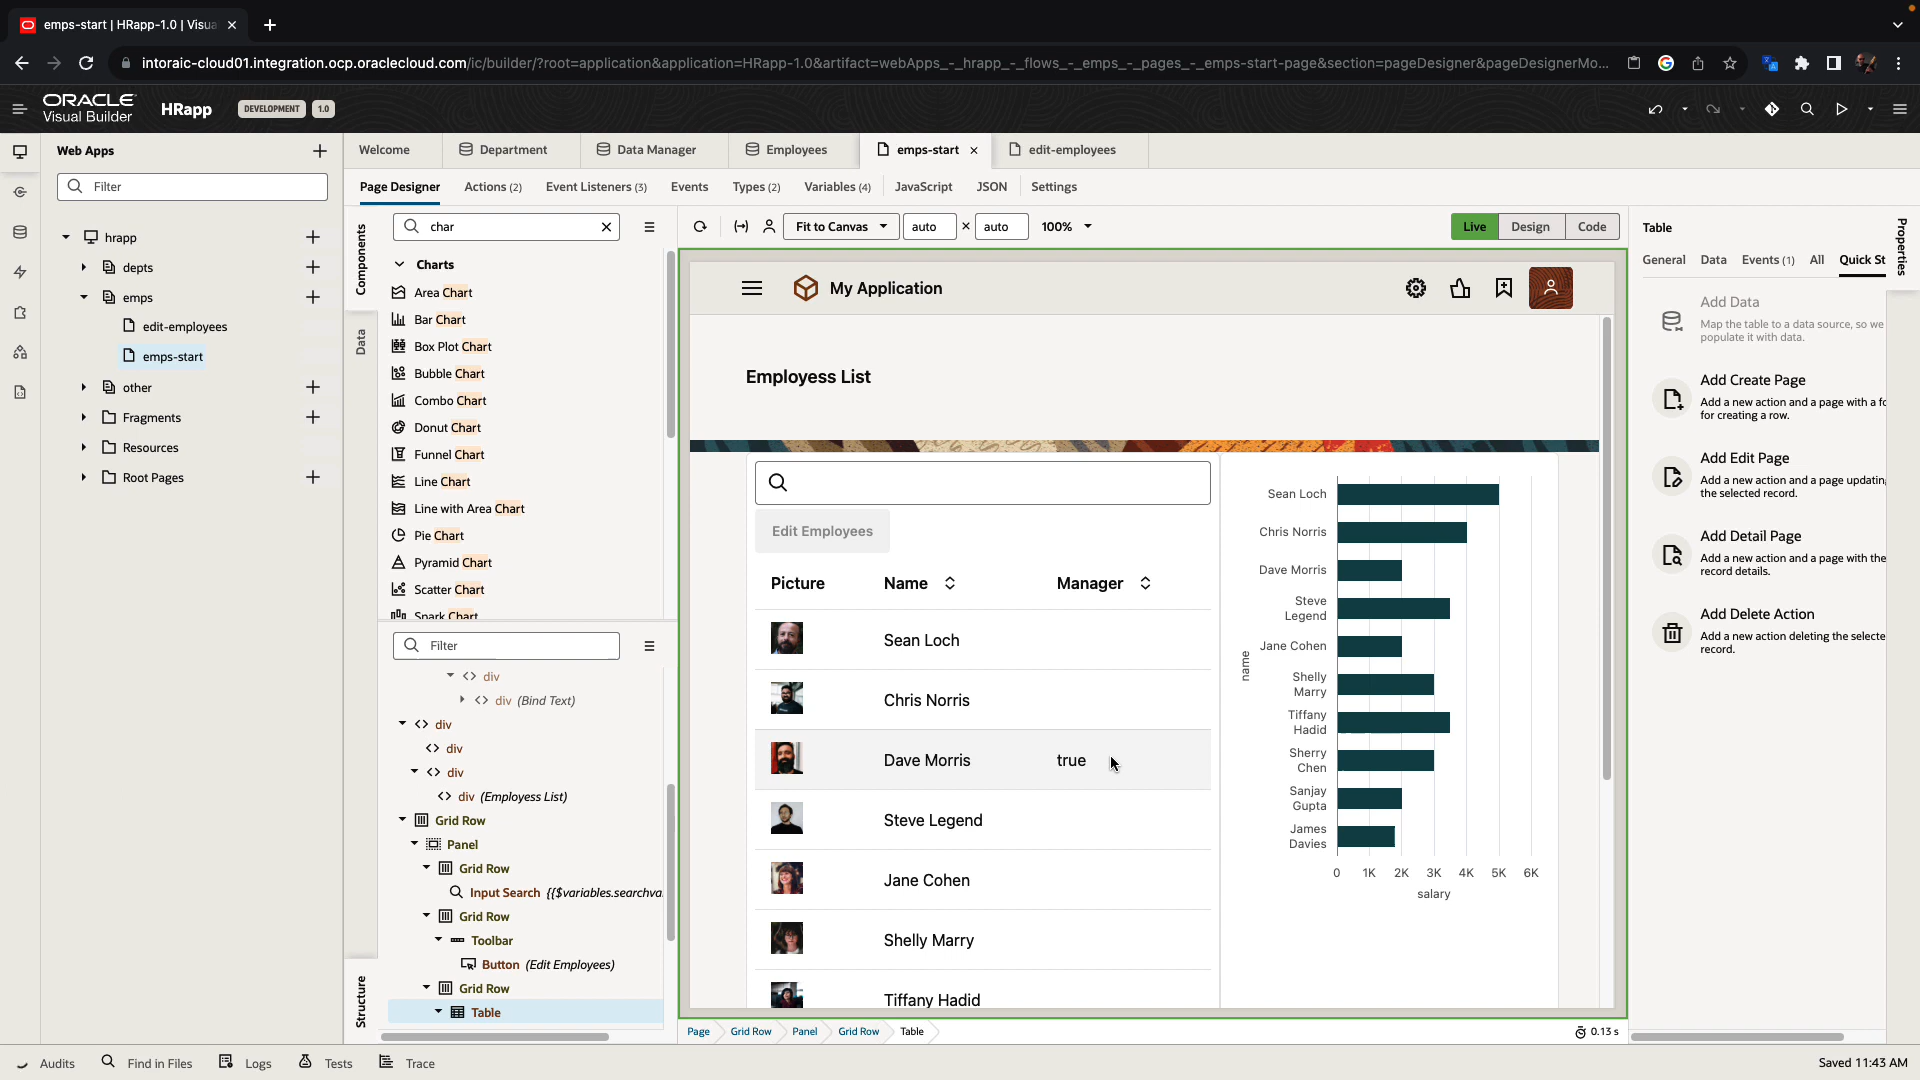 emps-start | HRapp-1.0 | Visua
intoraic-cloud01.integration.ocp.oraclecloud.com/ic/builder/?root=application&application=HRapp-1.0&artifact=webApps_-_hrapp_-_flows_-_emps_-_pages_-_emps-start-page&section=pageDesigner&pageDesignerMo...
ORACLE
Visual Builder
HRapp
DEVELOPMENT
1.0
Web Apps
Filter
hrapp
depts
emps
edit-employees
emps-start
other
Fragments
Resources
Root Pages
Welcome
Department
Data Manager
Employees
emps-start
edit-employees
Page Designer
Actions (2)
Event Listeners (3)
Events
Types (2)
Variables (4)
JavaScript
JSON
Settings
Components
Data
char
Charts
Area Chart
Bar Chart
Box Plot Chart
Bubble Chart
Combo Chart
Donut Chart
Funnel Chart
Line Chart
Line with Area Chart
Pie Chart
Pyramid Chart
Scatter Chart
Spark Chart
Structure
Filter
div
div (Bind Text)
div
div
div
div (Employess List)
Grid Row
Panel
Grid Row
Input Search {{$variables.searchva
Grid Row
Toolbar
Button (Edit Employees)
Grid Row
Table
Fit to Canvas
auto
×
auto
100%
Live
Design
Code
My Application
Employess List
Edit Employees
Picture
Name
Manager
Sean Loch
Chris Norris
Dave Morris
true
Steve Legend
Jane Cohen
Shelly Marry
Tiffany Hadid
name
Sean Loch
Chris Norris
Dave Morris
Steve
Legend
Jane Cohen
Shelly
Marry
Tiffany
Hadid
Sherry
Chen
Sanjay
Gupta
James
Davies
0 1K 2K 3K 4K 5K 6K
salary
Page
Grid Row
Panel
Grid Row
Table
0.13 s
Table
Properties
General
Data
Events (1)
All
Quick St
Add Data
Map the table to a data source, so we
populate it with data.
Add Create Page
Add a new action and a page with a fo
for creating a row.
Add Edit Page
Add a new action and a page updating
the selected record.
Add Detail Page
Add a new action and a page with the
record details.
Add Delete Action
Add a new action deleting the selecte
record.
Audits
Find in Files
Logs
Tests
Trace
Saved 11:43 AM